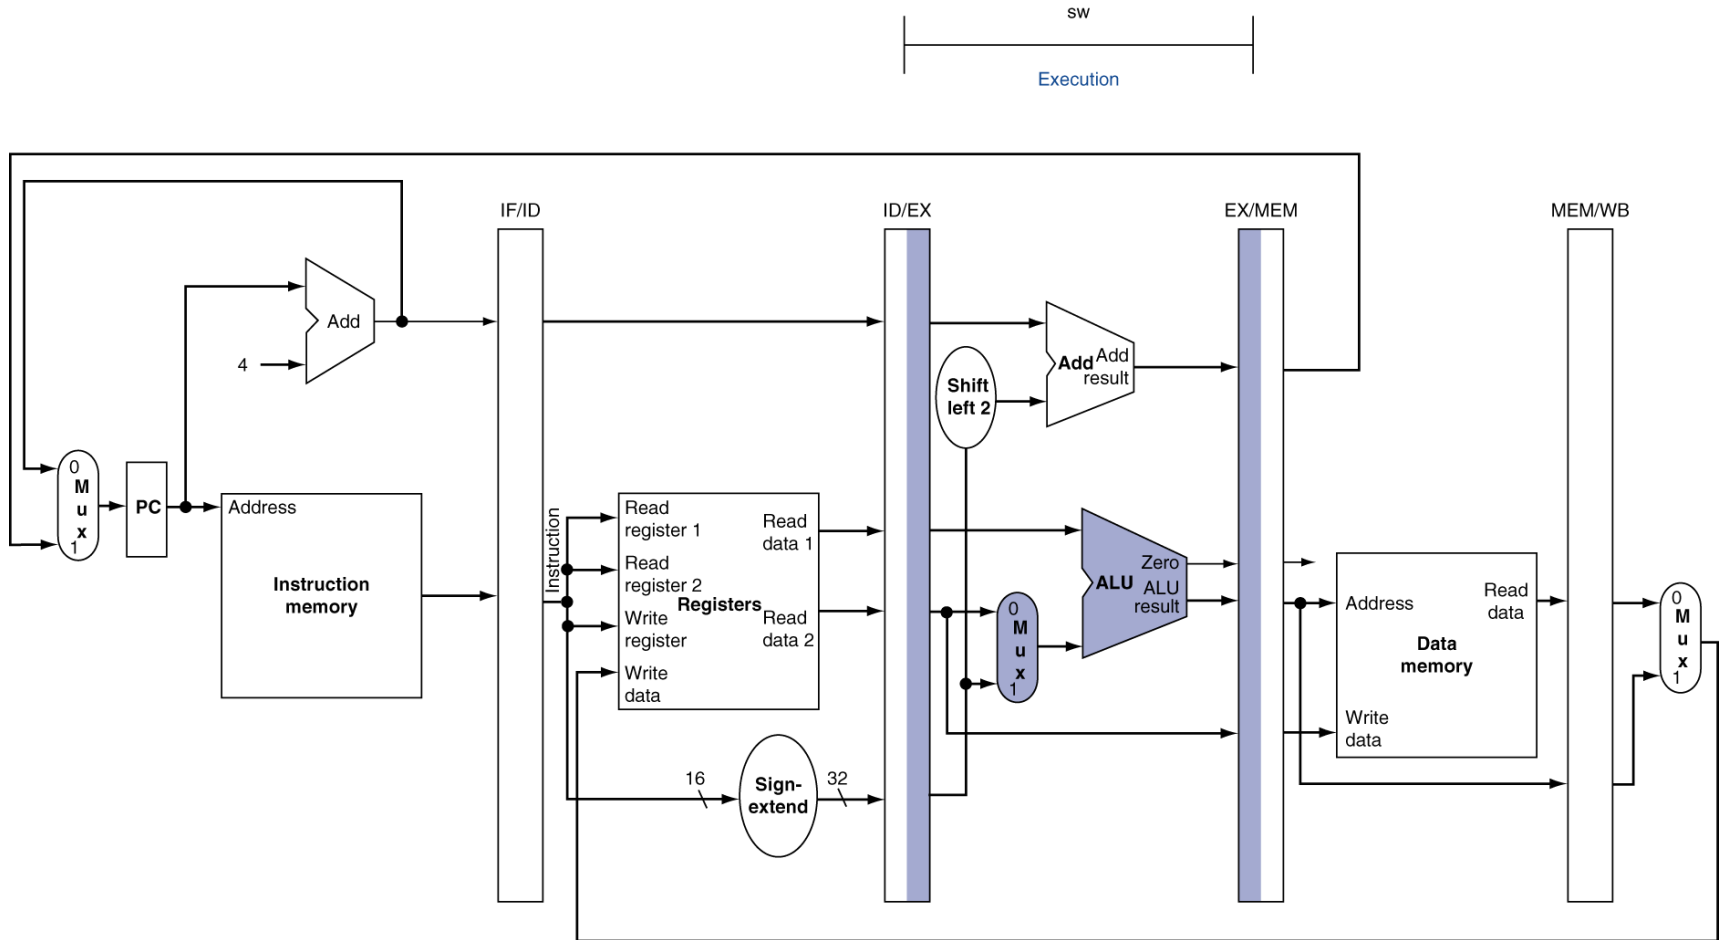 sw
Execution
IF/ID
ID/EX
EX/MEM
MEM/WB
Add
4
Add
Add
result
Shift
left 2
0
M
u
x
1
PC
Address
Instruction
memory
Instruction
Read
register 1
Read
register 2
Write
register
Write
data
Registers
Read
data 1
Read
data 2
16
Sign-
extend
32
0
M
u
x
1
Zero
ALU
ALU
result
Address
Read
data
Data
memory
Write
data
0
M
u
x
1